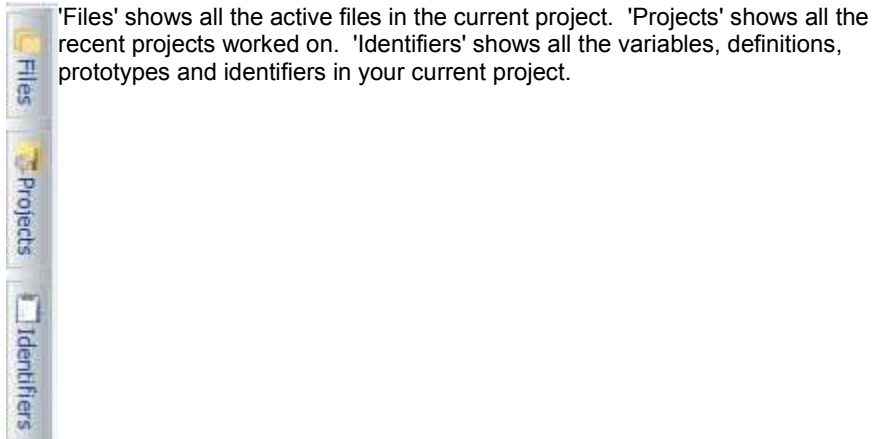 'Files' shows all the active files in the current project.  'Projects' shows all the
recent projects worked on.  'Identifiers' shows all the variables, definitions,
prototypes and identifiers in your current project.
Files
Projects
Identifiers